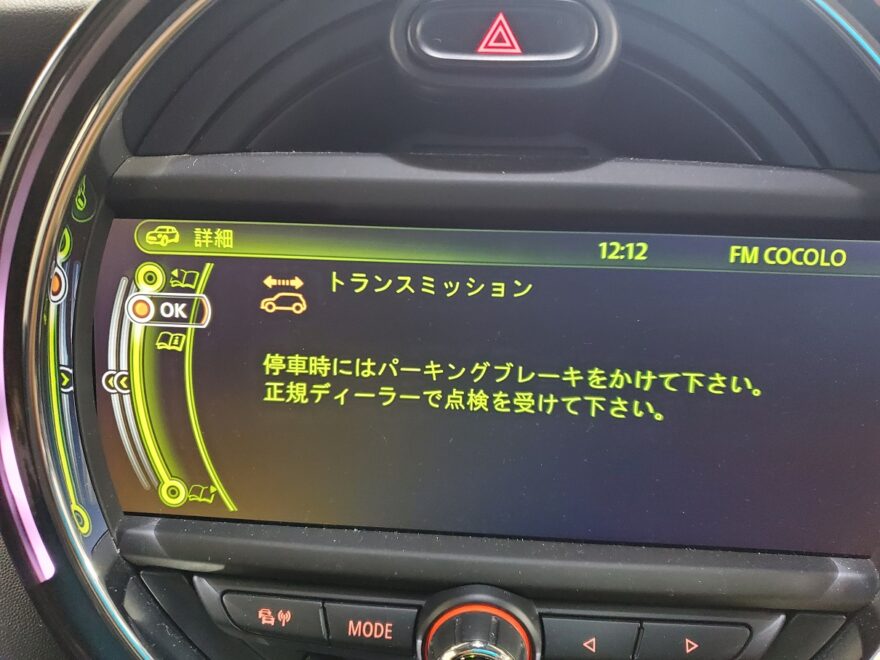 詳細
12:12
FM COCOLO
トランスミッション
OK
停車時にはパーキングブレーキをかけて下さい。
正規ディーラーで点検を受けて下さい。
MODE